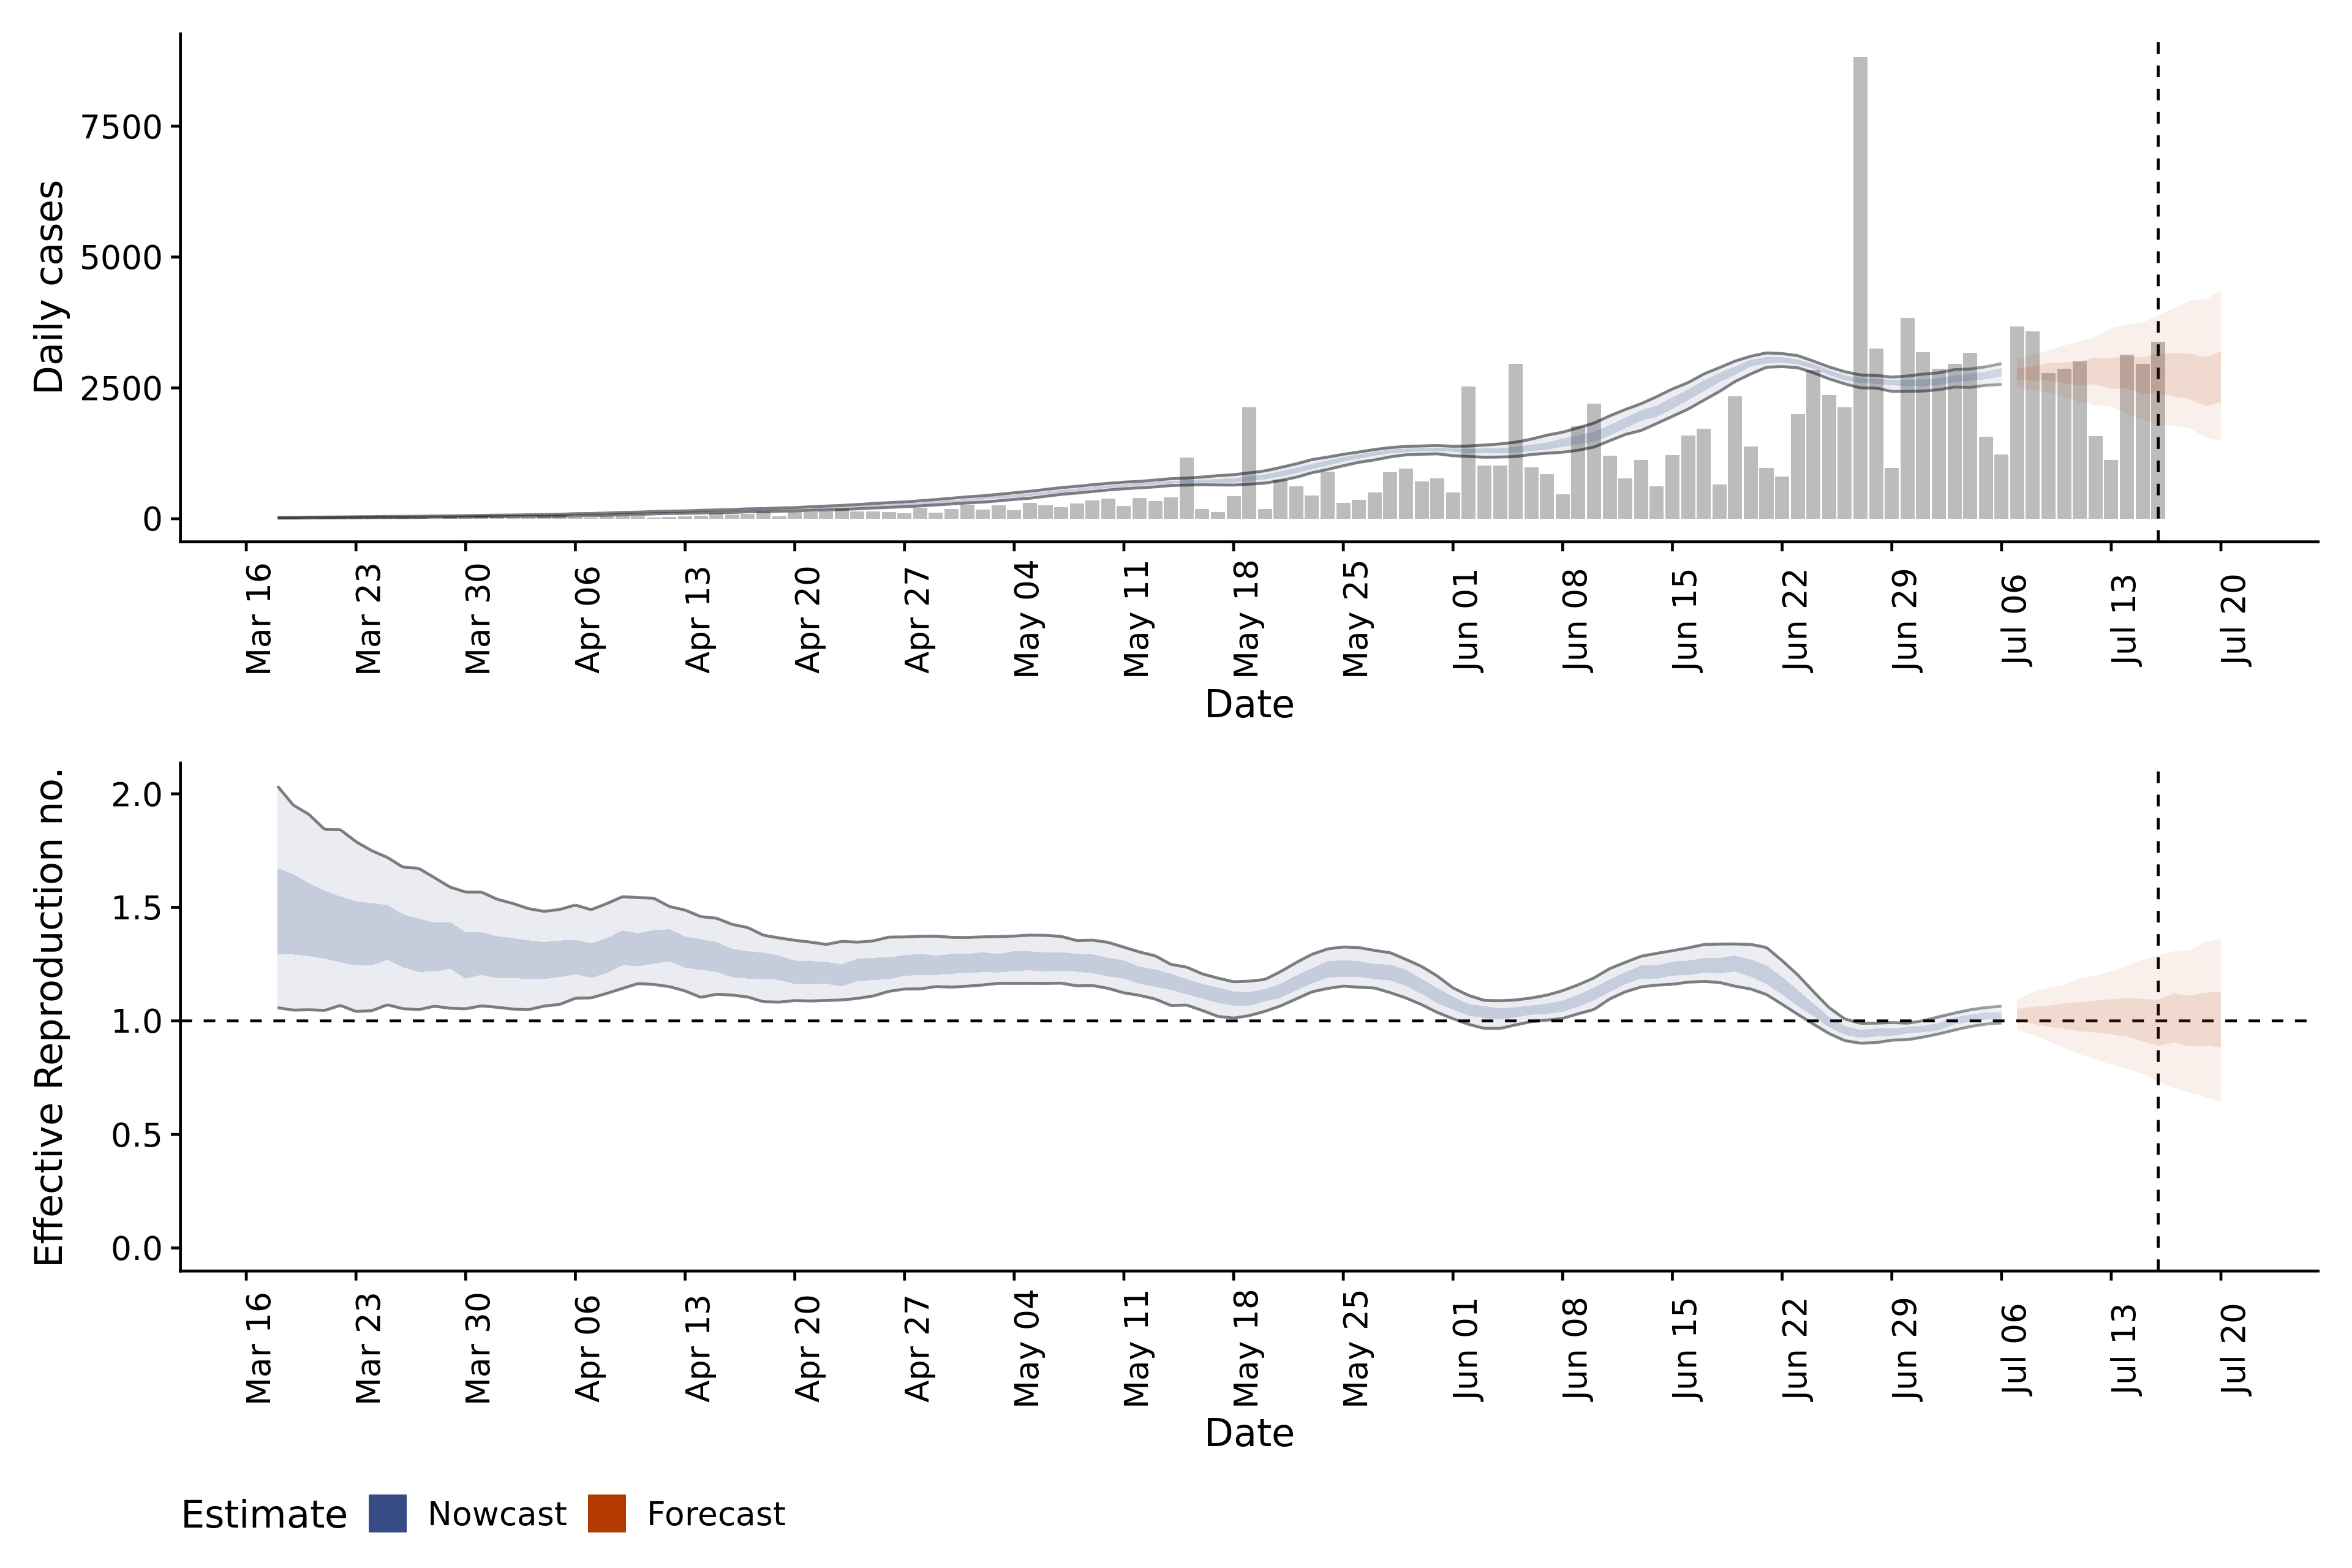 Daily cases
7500
5000
2500
0
Mar 16
Mar 23
Mar 30
Apr 06
Apr 13
Apr 20
Apr 27
May 04
May 11
May 18
May 25
Jun 01
Jun 08
Jun 15
Jun 22
Jun 29
Jul 06
Jul 13
Jul 20
Date
Effective Reproduction no.
2.0
1.5
1.0
0.5
0.0
Mar 16
Mar 23
Mar 30
Apr 06
Apr 13
Apr 20
Apr 27
May 04
May 11
May 18
May 25
Jun 01
Jun 08
Jun 15
Jun 22
Jun 29
Jul 06
Jul 13
Jul 20
Date
Estimate Nowcast Forecast